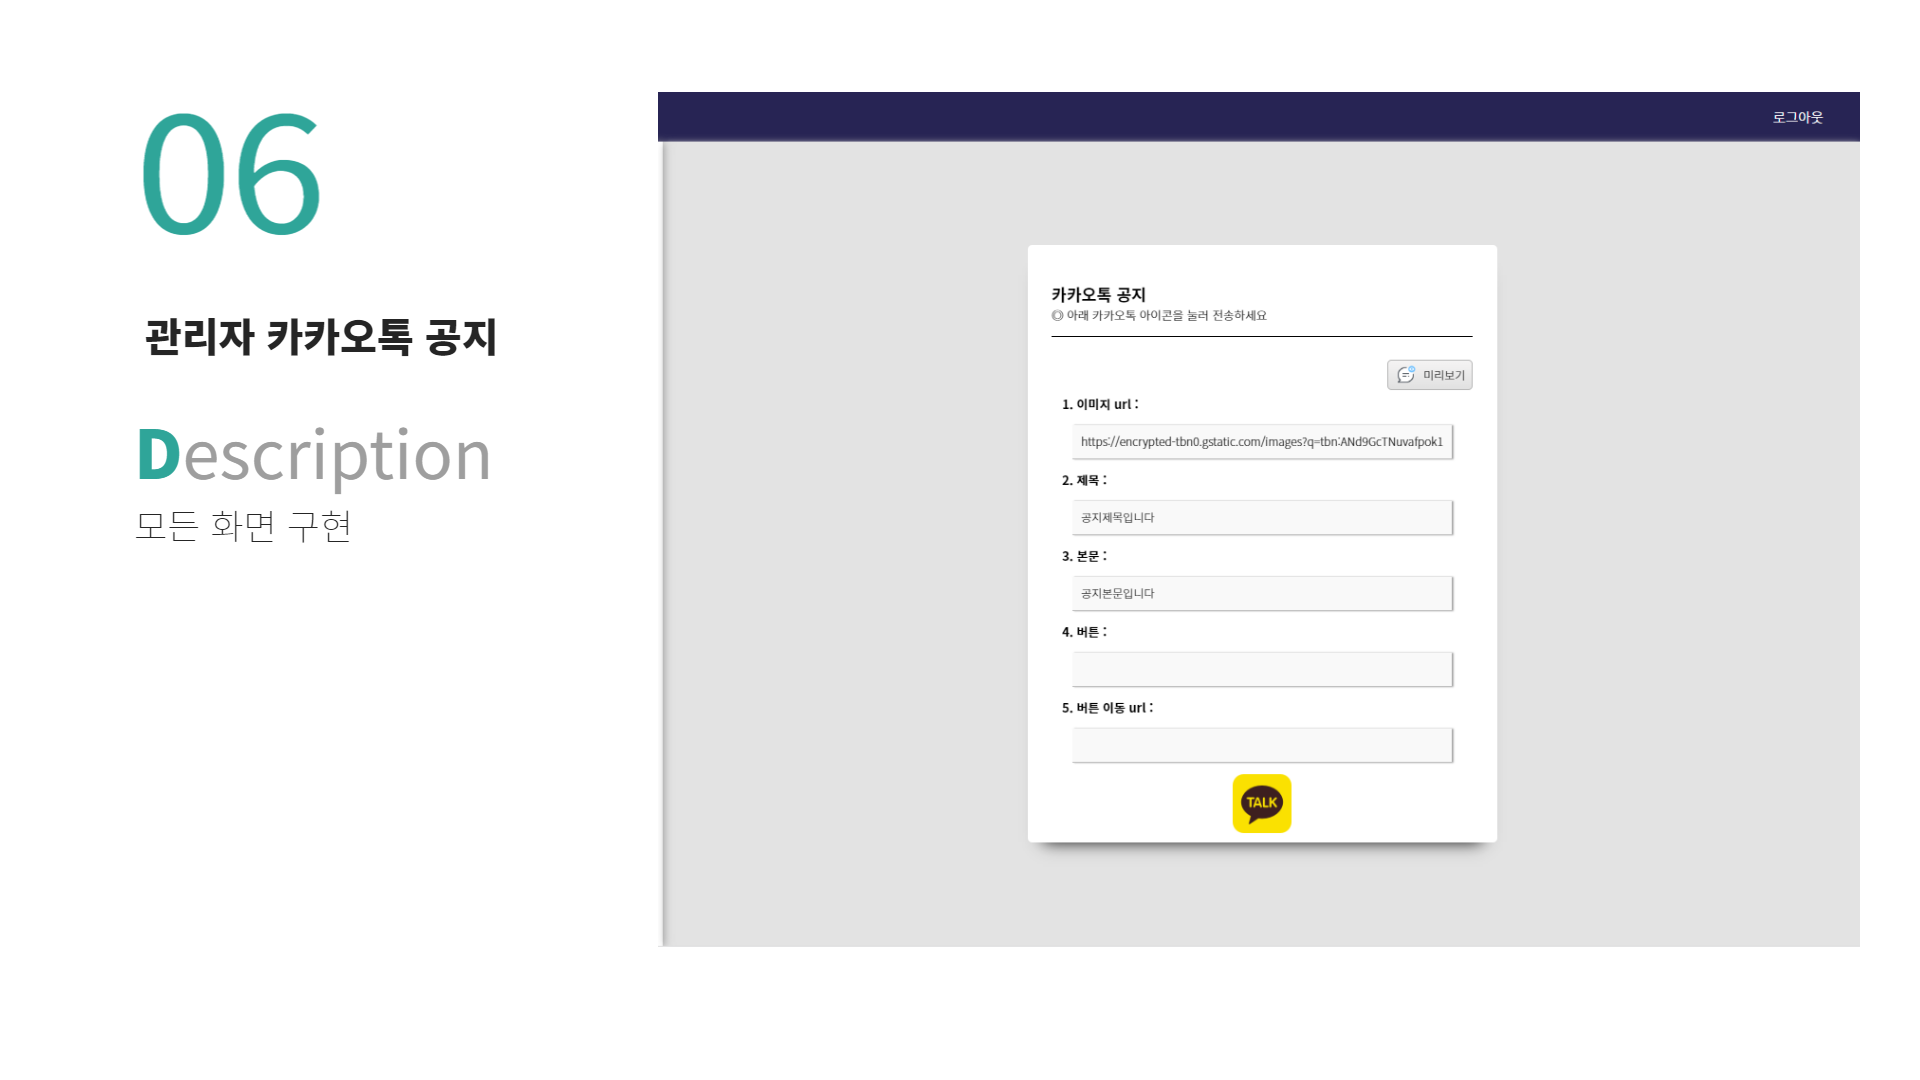 06
관리자 카카오톡 공지
Description
모든 화면 구현
로그아웃
카카오톡 공지
◎ 아래 카카오톡 아이콘을 눌러 전송하세요
미리보기
1. 이미지 url :
https://encrypted-tbn0.gstatic.com/images?q=tbn:ANd9GcTNuvafpok1
2. 제목 :
공지제목입니다
3. 본문 :
공지본문입니다
4. 버튼 :
5. 버튼 이동 url :
TALK